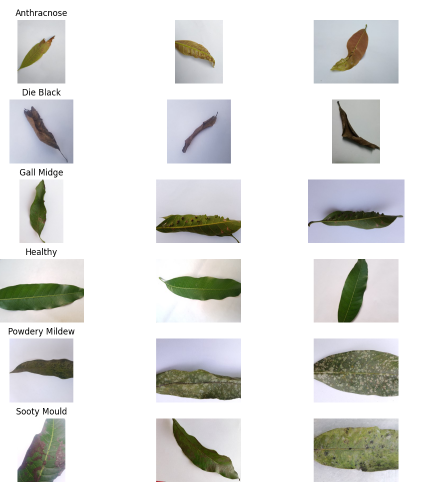 Anthracnose
Die Black
Gall Midge
Healthy
Powdery Mildew
Sooty Mould